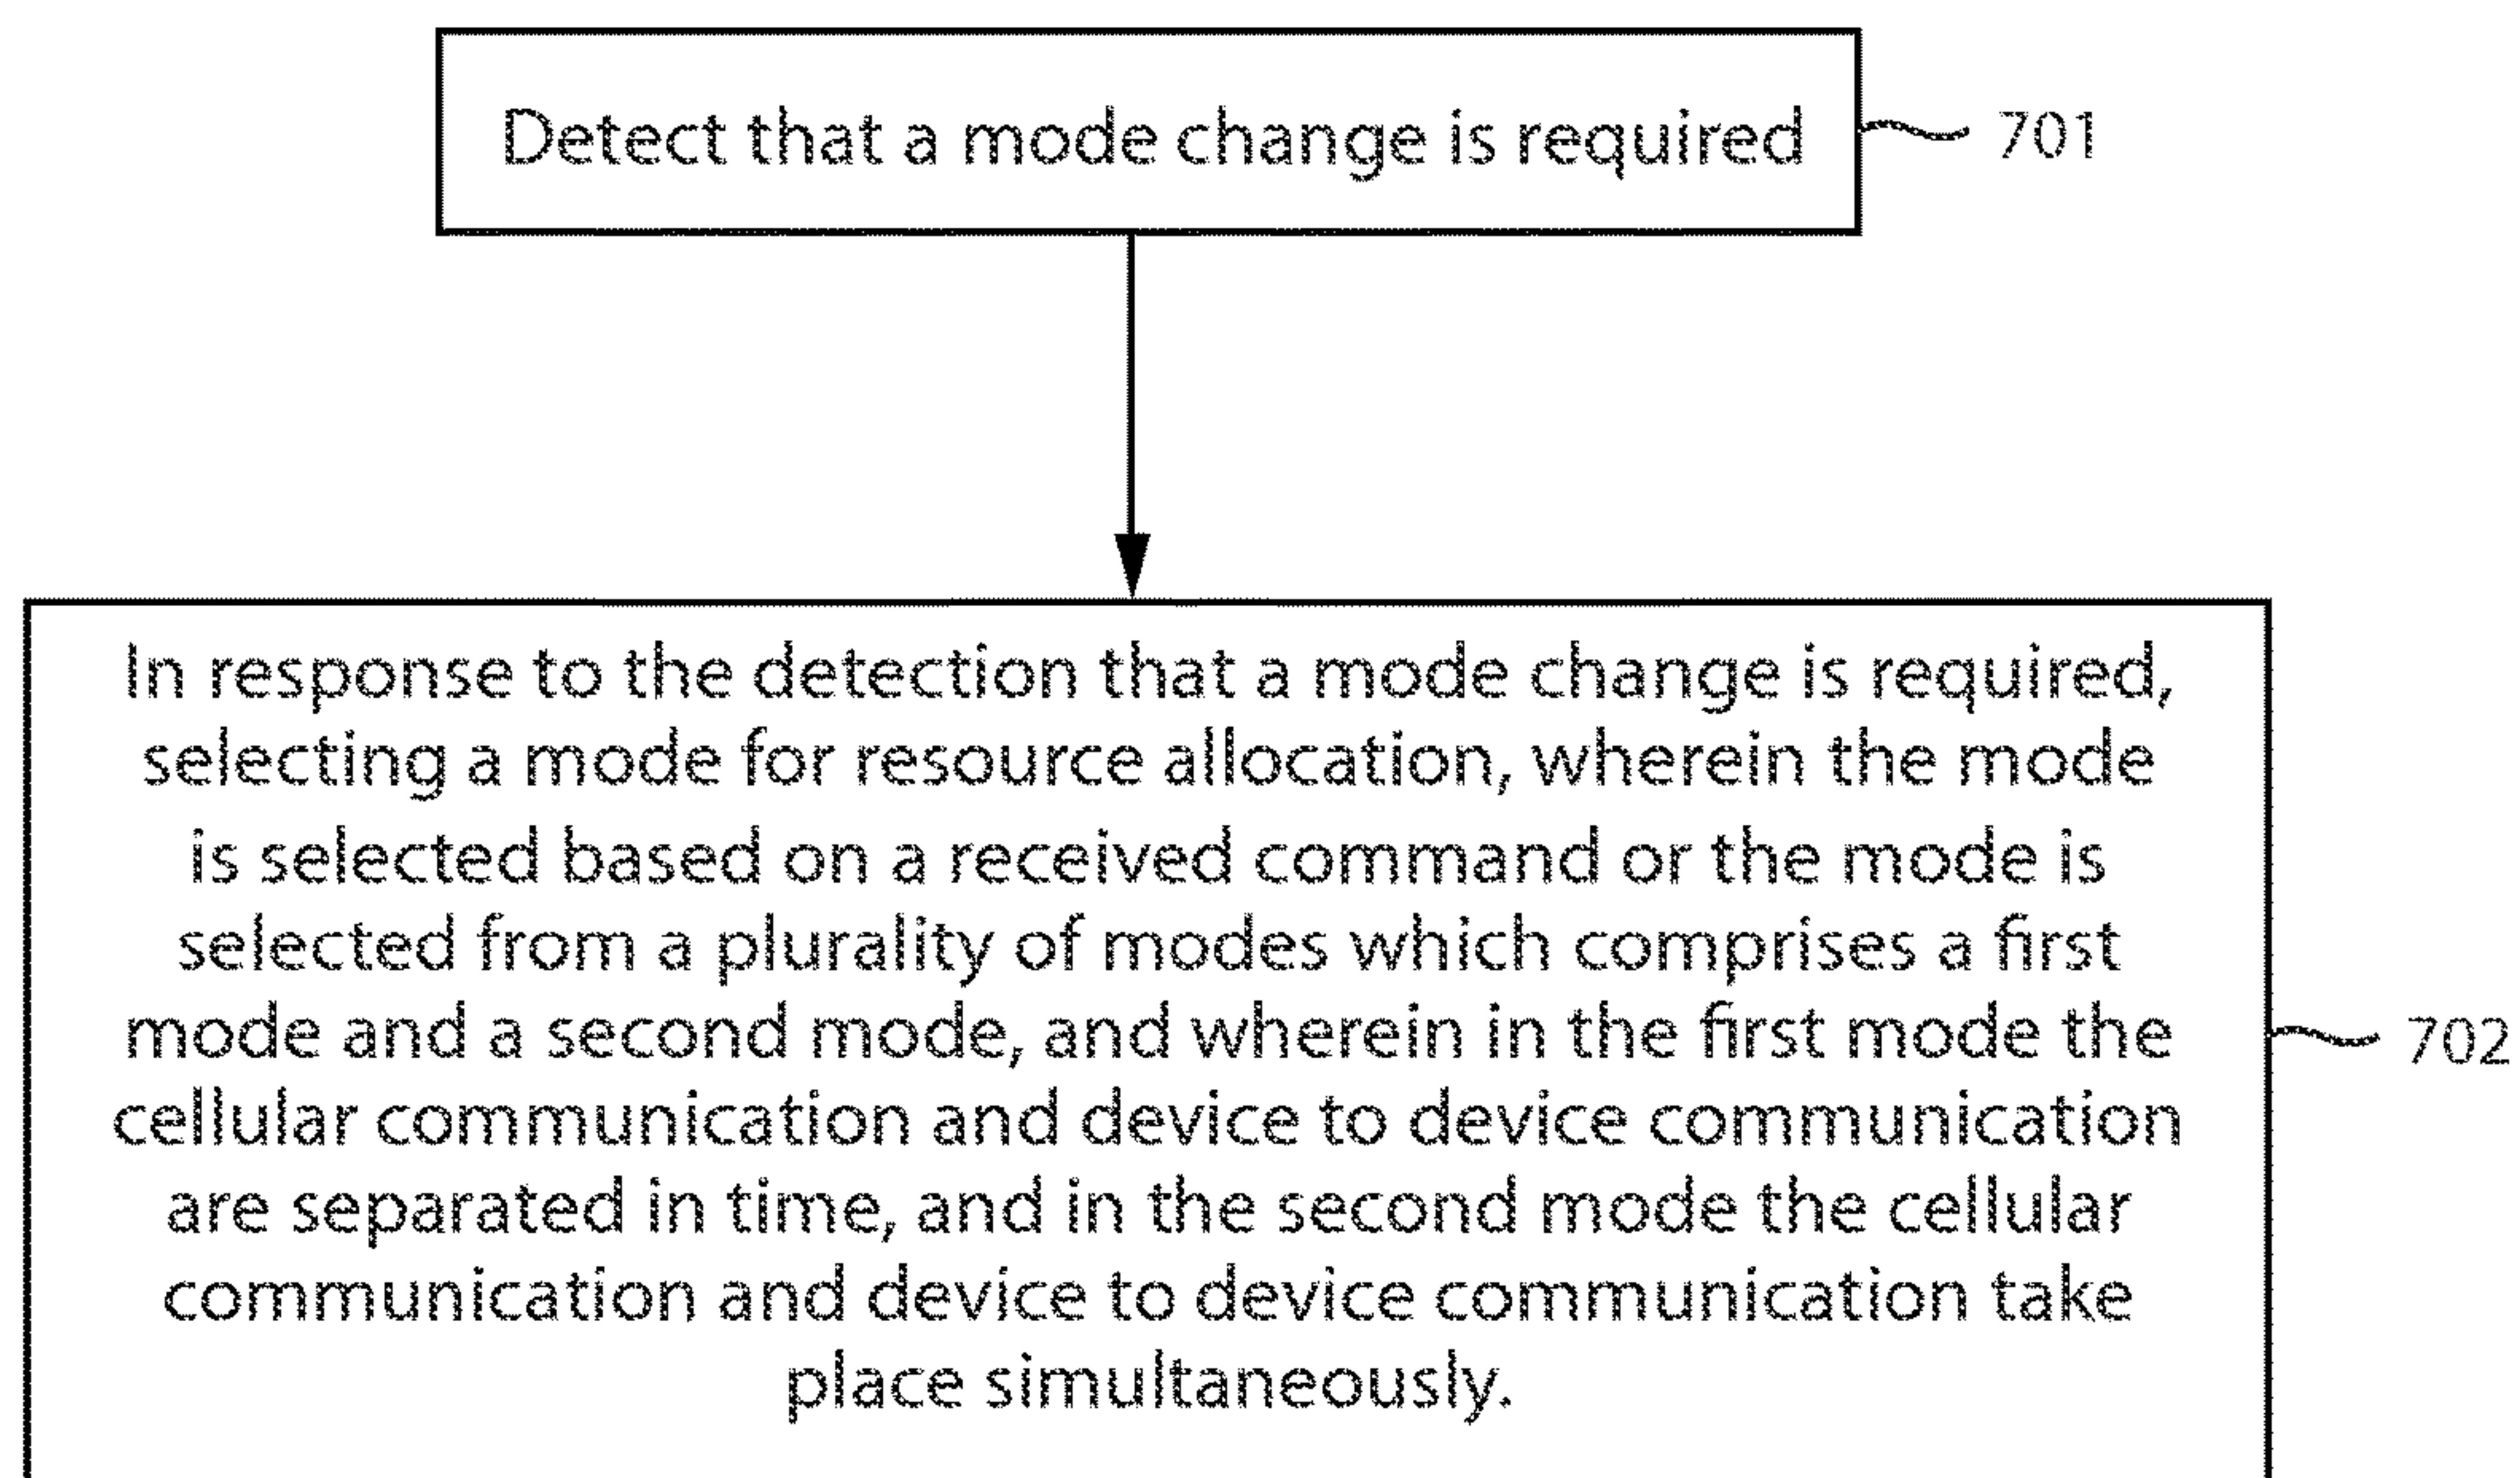 Detect that a mode change is required
701
In response to the detection that a mode change is required,
selecting a mode for resource allocation, wherein the mode
is selected based on a received command or the mode is
selected from a plurality of modes which comprises a first
mode and a second mode, and wherein in the first mode the
cellular communication and device to device communication
are separated in time, and in the second mode the cellular
communication and device to device communication take
place simultaneously.
702